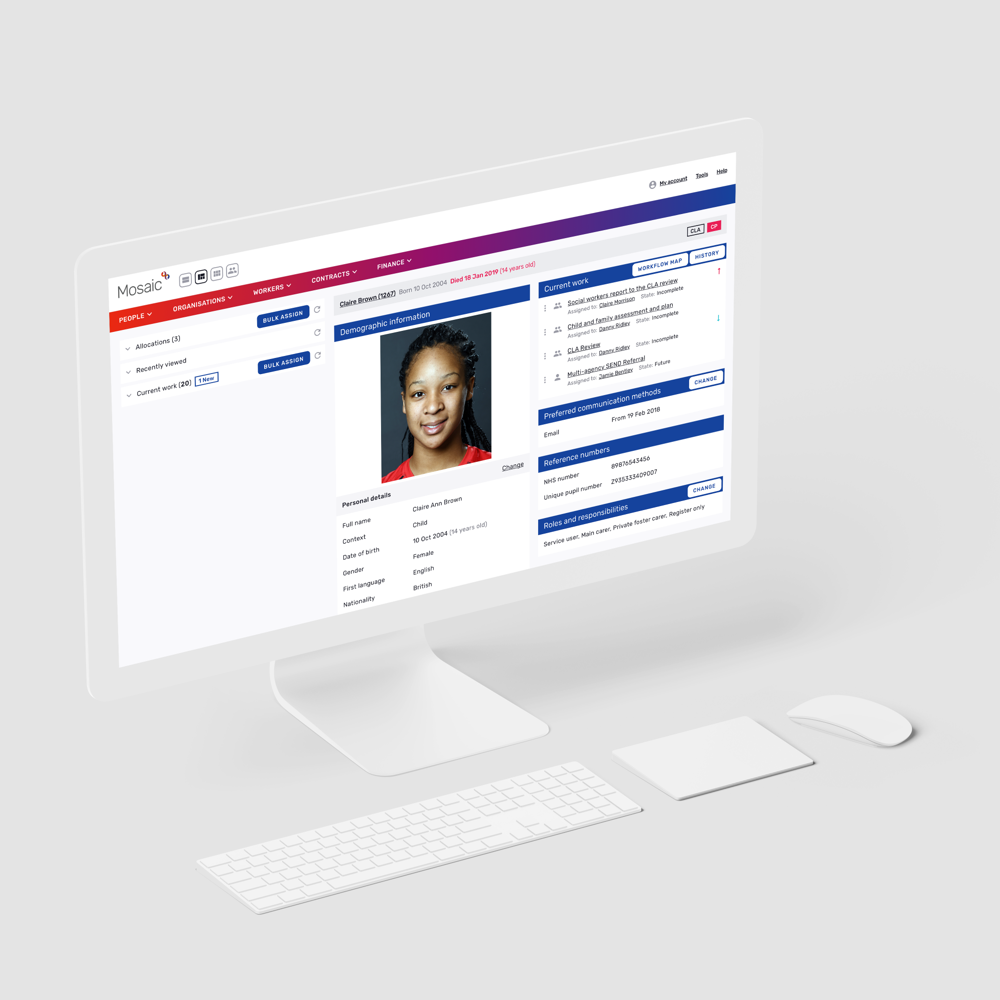 My account Tools Help
Mosaic
PEOPLE ORGANISATIONS WORKERS CONTRACTS FINANCE
BULK ASSIGN
Allocations (3)
Recently viewed
BULK ASSIGN
Current work (20) 1 New
Claire Brown (1267) Born 10 Oct 2004 Died 18 Jan 2019 (14 years old)
CLA CP
Demographic information
Change
Personal details
Full name Claire Ann Brown
Context Child
Date of birth 10 Oct 2004 (14 years old)
Gender Female
First language English
Nationality British
Current work WORKFLOW MAP HISTORY
Social workers report to the CLA review
Assigned to: Claire Morrison State: Incomplete
Child and family assessment and plan
Assigned to: Danny Ridley State: Incomplete
CLA Review
Assigned to: Danny Ridley State: Incomplete
Multi-agency SEND Referral
Assigned to: Jamie Bentley State: Future
Preferred communication methods CHANGE
Email From 19 Feb 2018
Reference numbers
NHS number 89876543456
Unique pupil number Z935333409007
Roles and responsibilities CHANGE
Service user, Main carer, Private foster carer, Register only